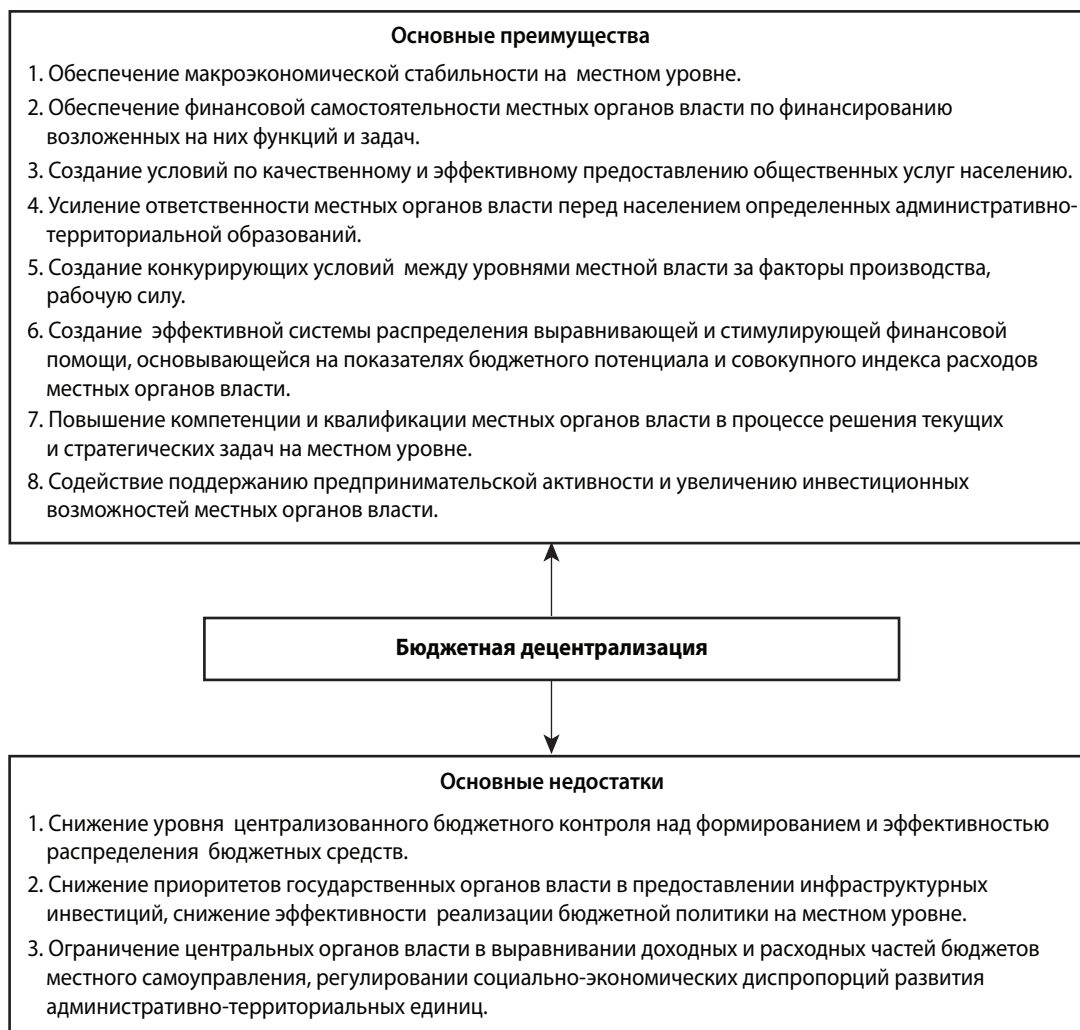 Основные преимущества
1. Обеспечение макроэкономической стабильности на местном уровне.
2. Обеспечение финансовой самостоятельности местных органов власти по финансированию
возложенных на них функций и задач.
3. Создание условий по качественному и эффективному предоставлению общественных услуг населению.
4. Усиление ответственности местных органов власти перед населением определенных административно-
территориальной образований.
5. Создание конкурирующих условий между уровнями местной власти за факторы производства,
рабочую силу.
6. Создание эффективной системы распределения выравнивающей и стимулирующей финансовой
помощи, основывающейся на показателях бюджетного потенциала и совокупного индекса расходов
местных органов власти.
7. Повышение компетенции и квалификации местных органов власти в процессе решения текущих
и стратегических задач на местном уровне.
8. Содействие поддержанию предпринимательской активности и увеличению инвестиционных
возможностей местных органов власти.
Бюджетная децентрализация
Основные недостатки
1. Снижение уровня централизованного бюджетного контроля над формированием и эффективностью
распределения бюджетных средств.
2. Снижение приоритетов государственных органов власти в предоставлении инфраструктурных
инвестиций, снижение эффективности реализации бюджетной политики на местном уровне.
3. Ограничение центральных органов власти в выравнивании доходных и расходных частей бюджетов
местного самоуправления, регулировании социально-экономических диспропорций развития
административно-территориальных единиц.